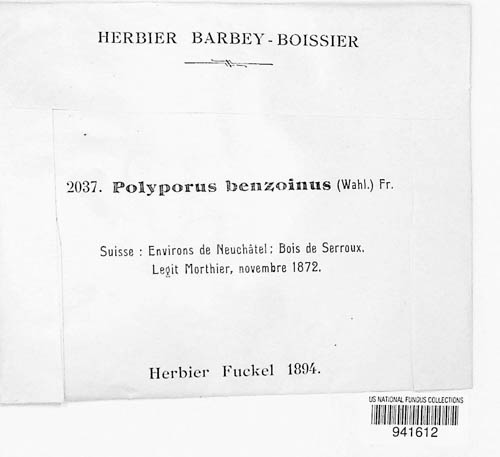 HERBIER BARBEY-BOISSIER
2037. Polyporus benzoinus (Wahl.) Fr.
Suisse : Environs de Neuchâtel; Bois de Serroux.
Legit Morthier, novembre 1872.
Herbier Fuckel 1894.
US NATIONAL FUNGUS COLLECTIONS
941612